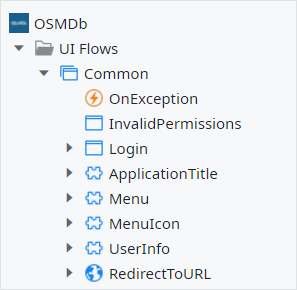 OSMDb
UI Flows
Common
OnException
InvalidPermissions
Login
ApplicationTitle
Menu
MenuIcon
UserInfo
RedirectToURL